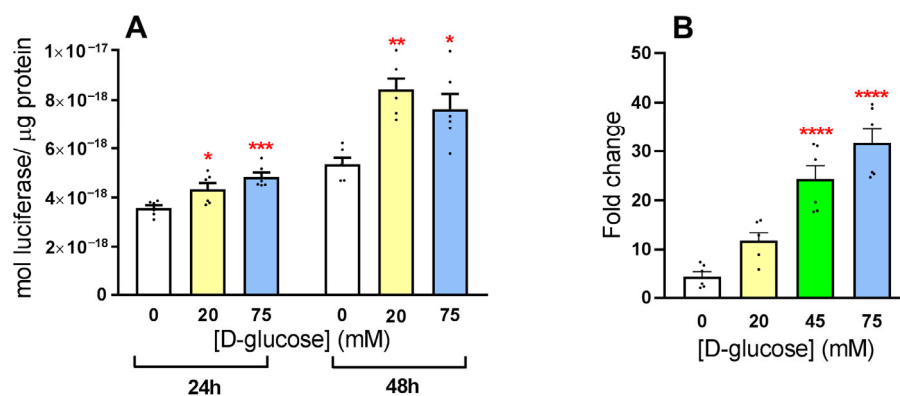 A
mol luciferase/ μg protein
1×10⁻¹⁷
8×10⁻¹⁸
6×10⁻¹⁸
4×10⁻¹⁸
2×10⁻¹⁸
0
*
***
**
*
0 20 75 0 20 75
[D-glucose] (mM)
24h 48h
B
Fold change
50
40
30
20
10
0
****
****
0 20 45 75
[D-glucose] (mM)